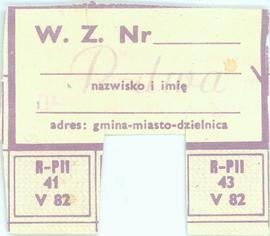 W. Z. Nr
nazwisko i imię
adres: gmina-miasto-dzielnica
R-PII R-PII
41 43
V 82 V 82